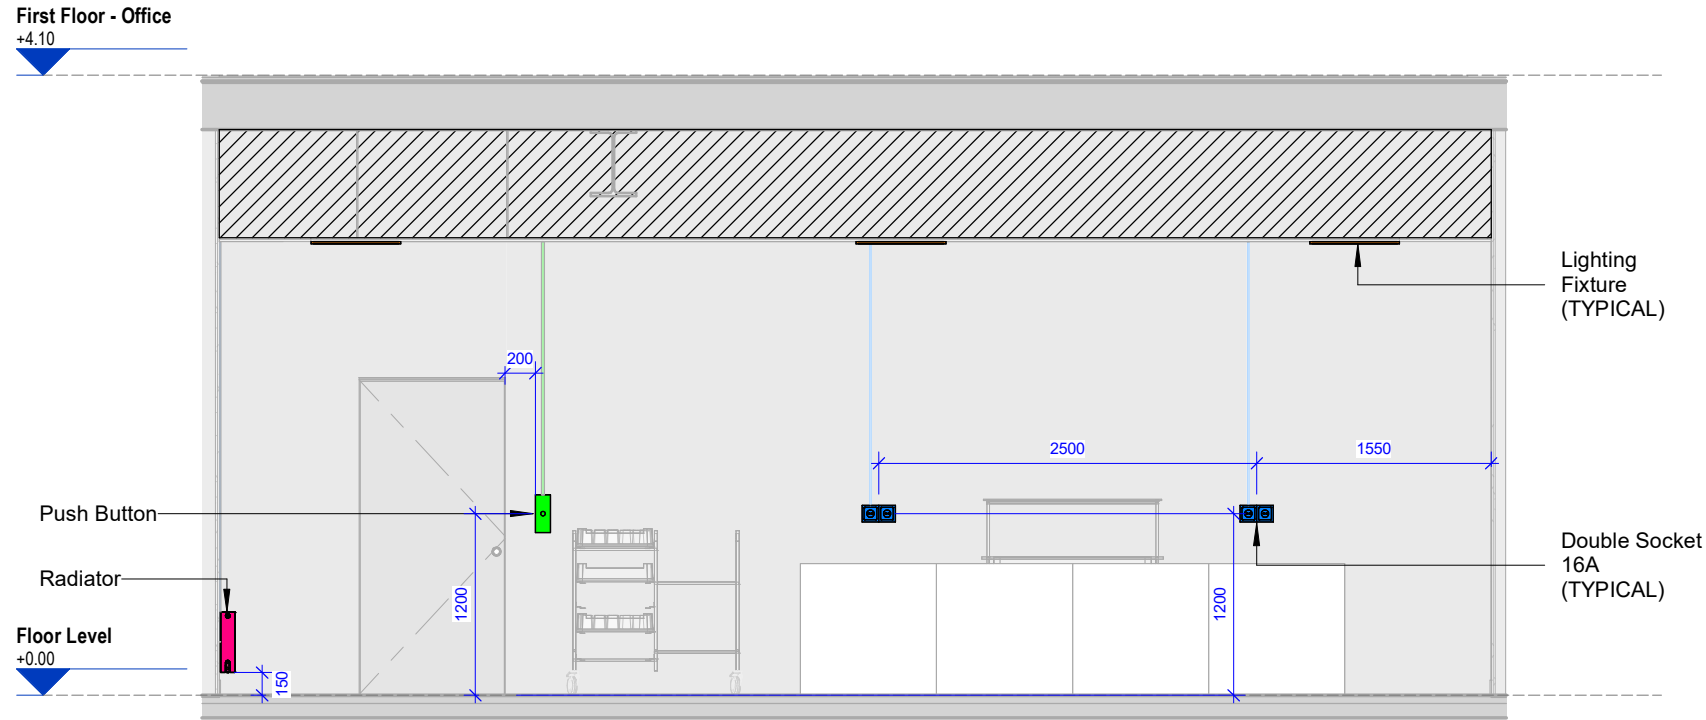 First Floor - Office
+4.10
Lighting
Fixture
(TYPICAL)
200
2500
1550
Push Button
Double Socket
16A
(TYPICAL)
Radiator
1200
1200
Floor Level
+0.00
150